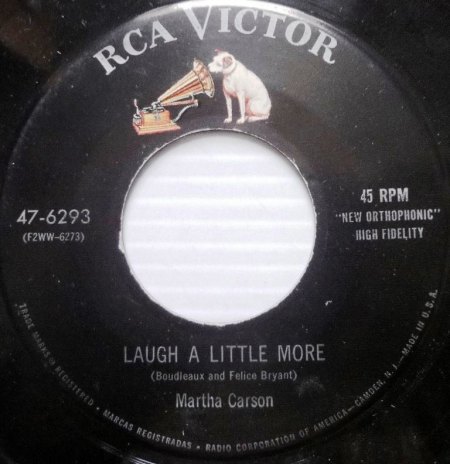 RCA VICTOR
47-6293
(F2WW-6273)
45 RPM
"NEW ORTHOPHONIC"
HIGH FIDELITY
LAUGH A LITTLE MORE
(Boudleaux and Felice Bryant)
Martha Carson
TRADE MARKS ® REGISTERED • MARCAS REGISTRADAS • RADIO CORPORATION OF AMERICA—CAMDEN, N.J.—MADE IN U.S.A.